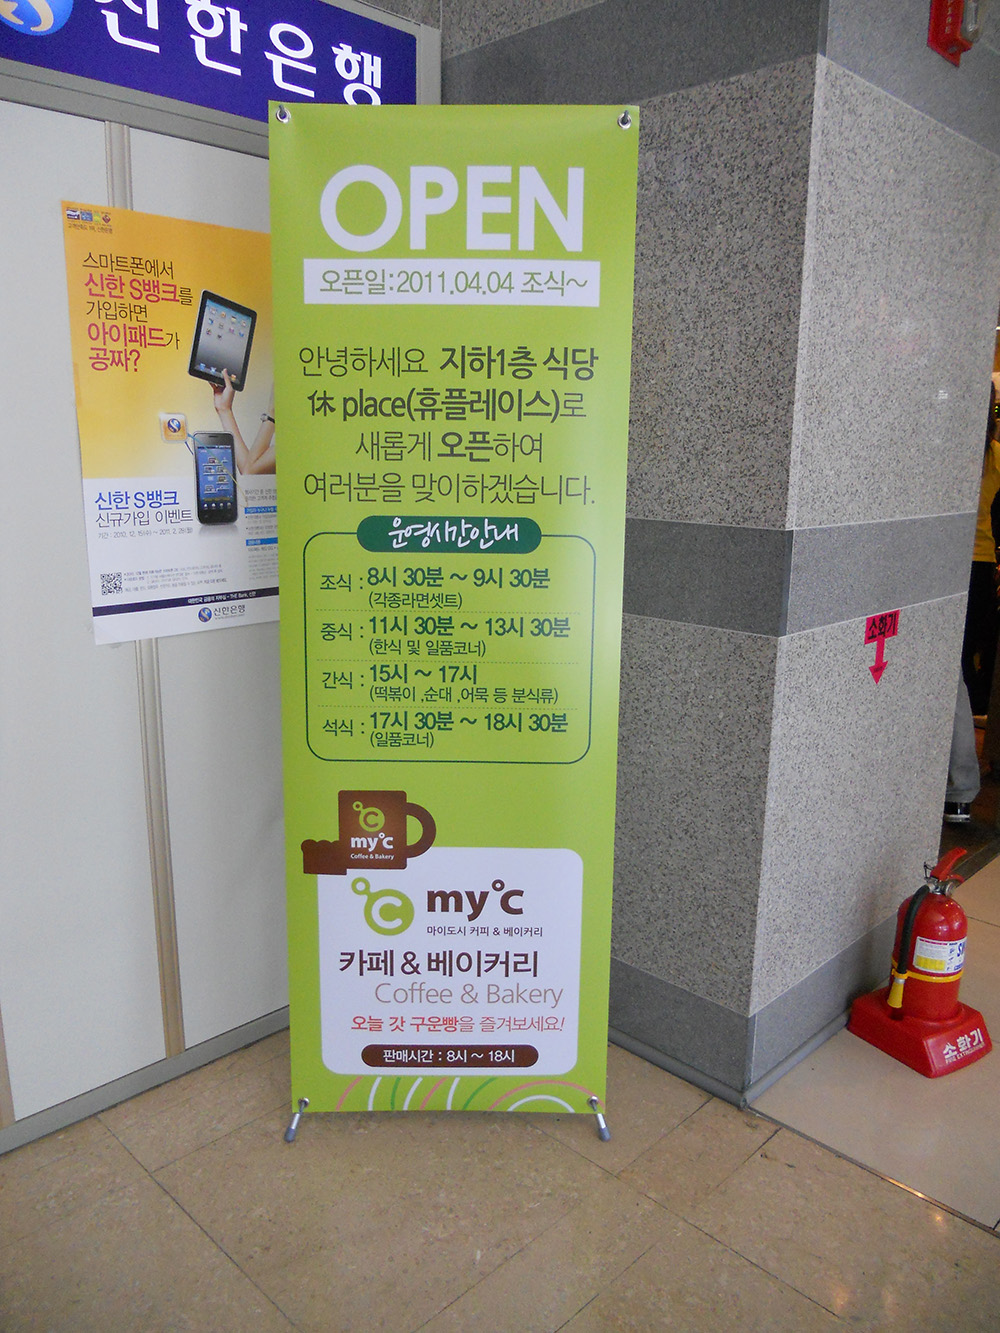 신한은행
스마트폰에서
신한 S뱅크를
가입하면
아이패드가
공짜?
신한 S뱅크
신규가입 이벤트
신한은행
OPEN
오픈일:2011.04.04 조식~
안녕하세요 지하1층 식당
休 place(휴플레이스)로
새롭게 오픈하여
여러분을 맞이하겠습니다.
운영시간안내
조식 : 8시 30분 ~ 9시 30분
(각종라면셋트)
중식 : 11시 30분 ~ 13시 30분
(한식 및 일품코너)
간식 : 15시 ~ 17시
(떡볶이 ,순대 ,어묵 등 분식류)
석식 : 17시 30분 ~ 18시 30분
(일품코너)
℃
my℃
Coffee & Bakery
℃ my℃
마이도시 커피 & 베이커리
카페 & 베이커리
Coffee & Bakery
오늘 갓 구운빵을 즐겨보세요!
판매시간 : 8시 ~ 18시
소화기
소화기
FIRE EXTINGUISHER